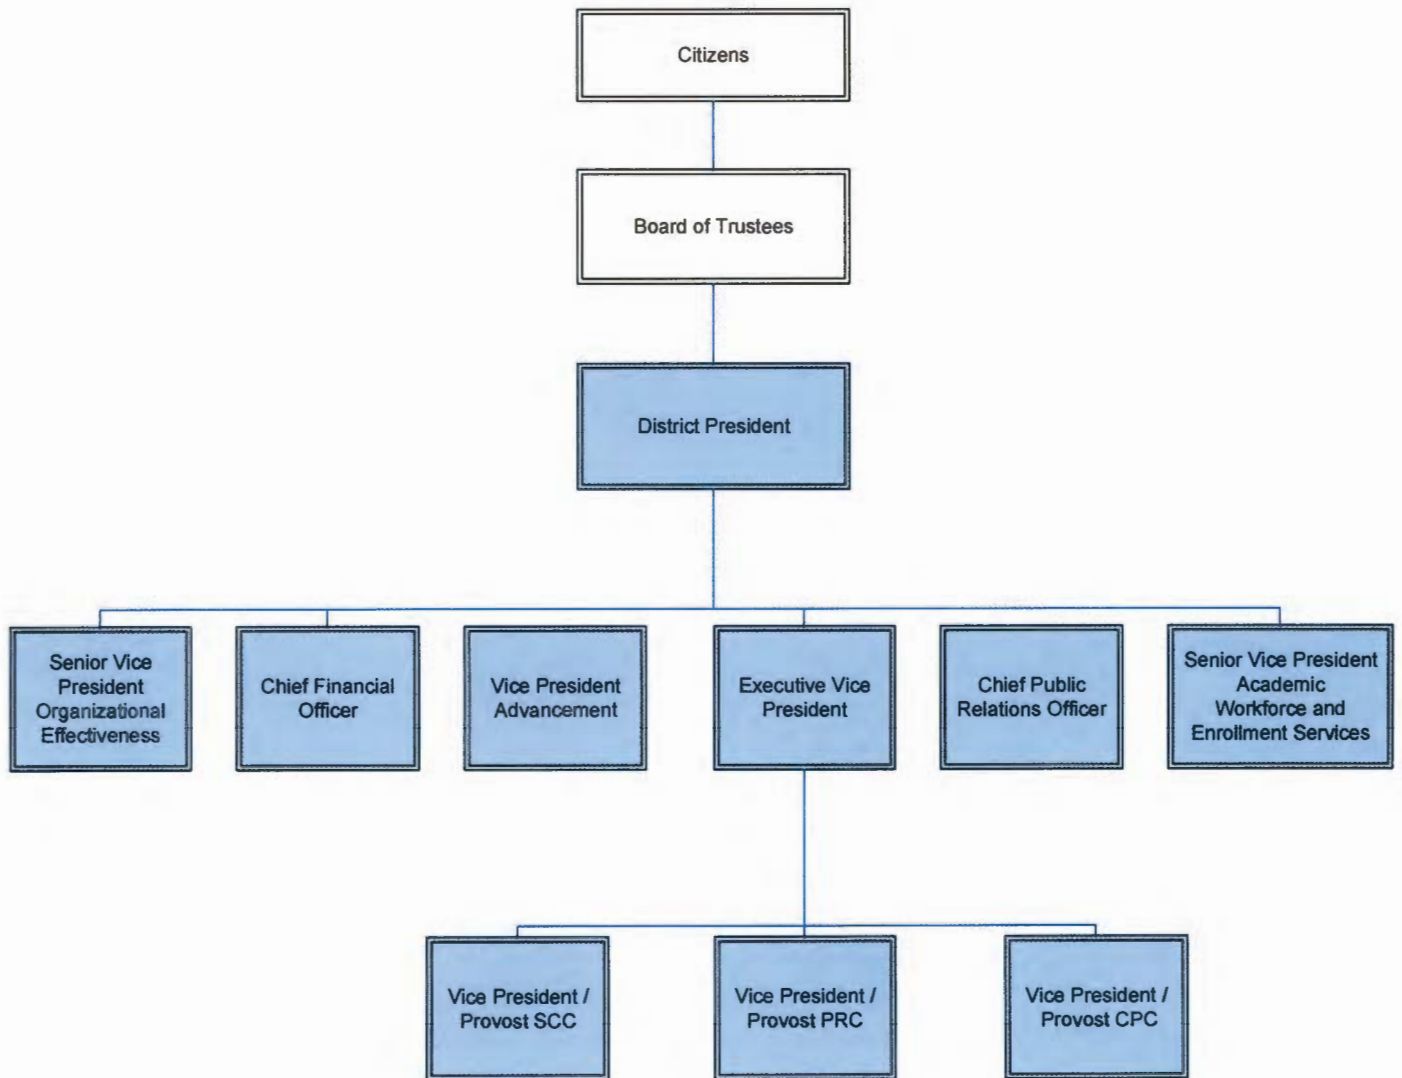 Citizens
Board of Trustees
District President
Senior Vice
President
Organizational
Effectiveness
Chief Financial
Officer
Vice President
Advancement
Executive Vice
President
Chief Public
Relations Officer
Senior Vice President
Academic
Workforce and
Enrollment Services
Vice President /
Provost SCC
Vice President /
Provost PRC
Vice President /
Provost CPC